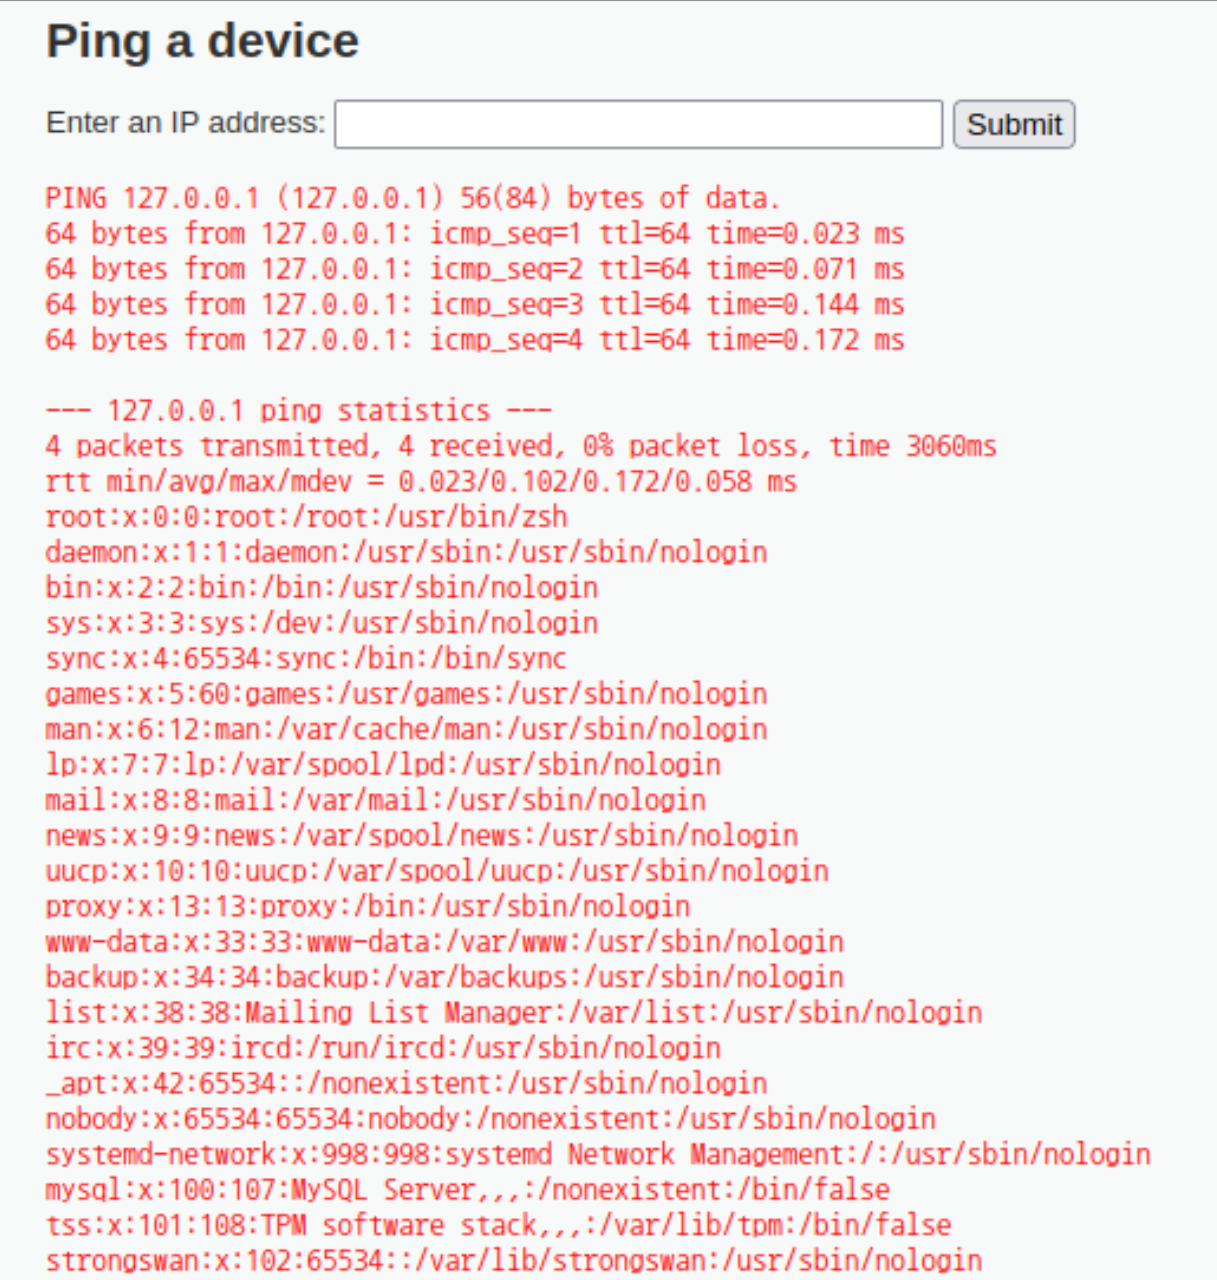 Ping a device
Enter an IP address: Submit
PING 127.0.0.1 (127.0.0.1) 56(84) bytes of data.
64 bytes from 127.0.0.1: icmp_seq=1 ttl=64 time=0.023 ms
64 bytes from 127.0.0.1: icmp_seq=2 ttl=64 time=0.071 ms
64 bytes from 127.0.0.1: icmp_seq=3 ttl=64 time=0.144 ms
64 bytes from 127.0.0.1: icmp_seq=4 ttl=64 time=0.172 ms
--- 127.0.0.1 ping statistics ---
4 packets transmitted, 4 received, 0% packet loss, time 3060ms
rtt min/avg/max/mdev = 0.023/0.102/0.172/0.058 ms
root:x:0:0:root:/root:/usr/bin/zsh
daemon:x:1:1:daemon:/usr/sbin:/usr/sbin/nologin
bin:x:2:2:bin:/bin:/usr/sbin/nologin
sys:x:3:3:sys:/dev:/usr/sbin/nologin
sync:x:4:65534:sync:/bin:/bin/sync
games:x:5:60:games:/usr/games:/usr/sbin/nologin
man:x:6:12:man:/var/cache/man:/usr/sbin/nologin
lp:x:7:7:lp:/var/spool/lpd:/usr/sbin/nologin
mail:x:8:8:mail:/var/mail:/usr/sbin/nologin
news:x:9:9:news:/var/spool/news:/usr/sbin/nologin
uucp:x:10:10:uucp:/var/spool/uucp:/usr/sbin/nologin
proxy:x:13:13:proxy:/bin:/usr/sbin/nologin
www-data:x:33:33:www-data:/var/www:/usr/sbin/nologin
backup:x:34:34:backup:/var/backups:/usr/sbin/nologin
list:x:38:38:Mailing List Manager:/var/list:/usr/sbin/nologin
irc:x:39:39:ircd:/run/ircd:/usr/sbin/nologin
_apt:x:42:65534::/nonexistent:/usr/sbin/nologin
nobody:x:65534:65534:nobody:/nonexistent:/usr/sbin/nologin
systemd-network:x:998:998:systemd Network Management:/:/usr/sbin/nologin
mysql:x:100:107:MySQL Server,,,:/nonexistent:/bin/false
tss:x:101:108:TPM software stack,,,:/var/lib/tpm:/bin/false
strongswan:x:102:65534::/var/lib/strongswan:/usr/sbin/nologin